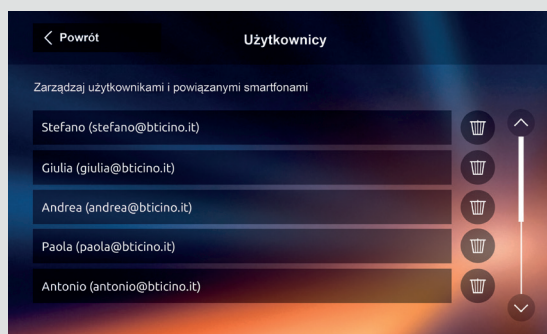 Powrót
Użytkownicy
Zarządzaj użytkownikami i powiązanymi smartfonami
Stefano (stefano@bticino.it)
Giulia (giulia@bticino.it)
Andrea (andrea@bticino.it)
Paola (paola@bticino.it)
Antonio (antonio@bticino.it)